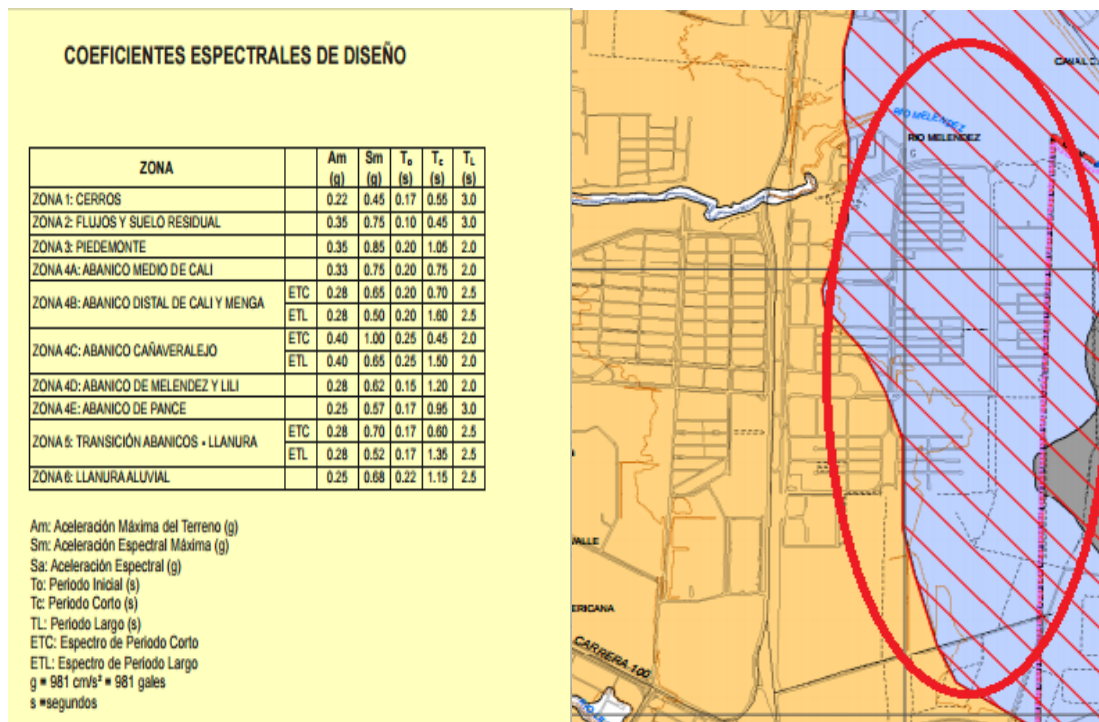 COEFICIENTES ESPECTRALES DE DISEÑO
ZONA Am (g) Sm (g) To (s) Tc (s) TL (s)
ZONA 1: CERROS 0.22 0.45 0.17 0.55 3.0
ZONA 2: FLUJOS Y SUELO RESIDUAL 0.35 0.75 0.10 0.45 3.0
ZONA 3: PIEDEMONTE 0.35 0.85 0.20 1.05 2.0
ZONA 4A: ABANICO MEDIO DE CALI 0.33 0.75 0.20 0.75 2.0
ZONA 4B: ABANICO DISTAL DE CALI Y MENGA ETC 0.28 0.65 0.20 0.70 2.5
ETL 0.28 0.50 0.20 1.60 2.5
ZONA 4C: ABANICO CAÑAVERALEJO ETC 0.40 1.00 0.25 0.45 2.0
ETL 0.40 0.65 0.25 1.50 2.0
ZONA 4D: ABANICO DE MELENDEZ Y LILI 0.28 0.62 0.15 1.20 2.0
ZONA 4E: ABANICO DE PANCE 0.25 0.57 0.17 0.95 3.0
ZONA 5: TRANSICIÓN ABANICOS - LLANURA ETC 0.28 0.70 0.17 0.60 2.5
ETL 0.28 0.52 0.17 1.35 2.5
ZONA 6: LLANURA ALUVIAL 0.25 0.68 0.22 1.15 2.5
Am: Aceleración Máxima del Terreno (g)
Sm: Aceleración Espectral Máxima (g)
Sa: Aceleración Espectral (g)
To: Periodo Inicial (s)
Tc: Periodo Corto (s)
TL: Periodo Largo (s)
ETC: Espectro de Periodo Corto
ETL: Espectro de Periodo Largo
g = 981 cm/s² = 981 gales
s =segundos
CANAL C
RIO MELENDEZ
RIO MELENDEZ
VALLE
ERICANA
CARRERA 100